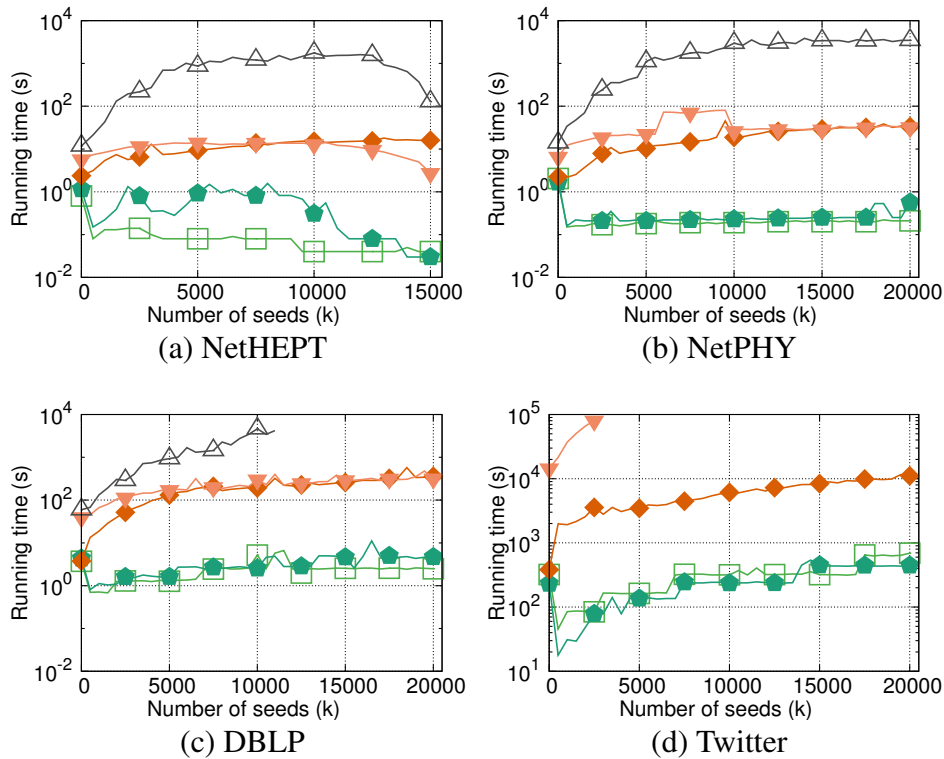 10^4
10^2
10^0
10^-2
Running time (s)
0 5000 10000 15000
Number of seeds (k)
(a) NetHEPT
10^4
10^2
10^0
10^-2
Running time (s)
0 5000 10000 15000 20000
Number of seeds (k)
(b) NetPHY
10^4
10^2
10^0
10^-2
Running time (s)
0 5000 10000 15000 20000
Number of seeds (k)
(c) DBLP
10^5
10^4
10^3
10^2
10^1
Running time (s)
0 5000 10000 15000 20000
Number of seeds (k)
(d) Twitter